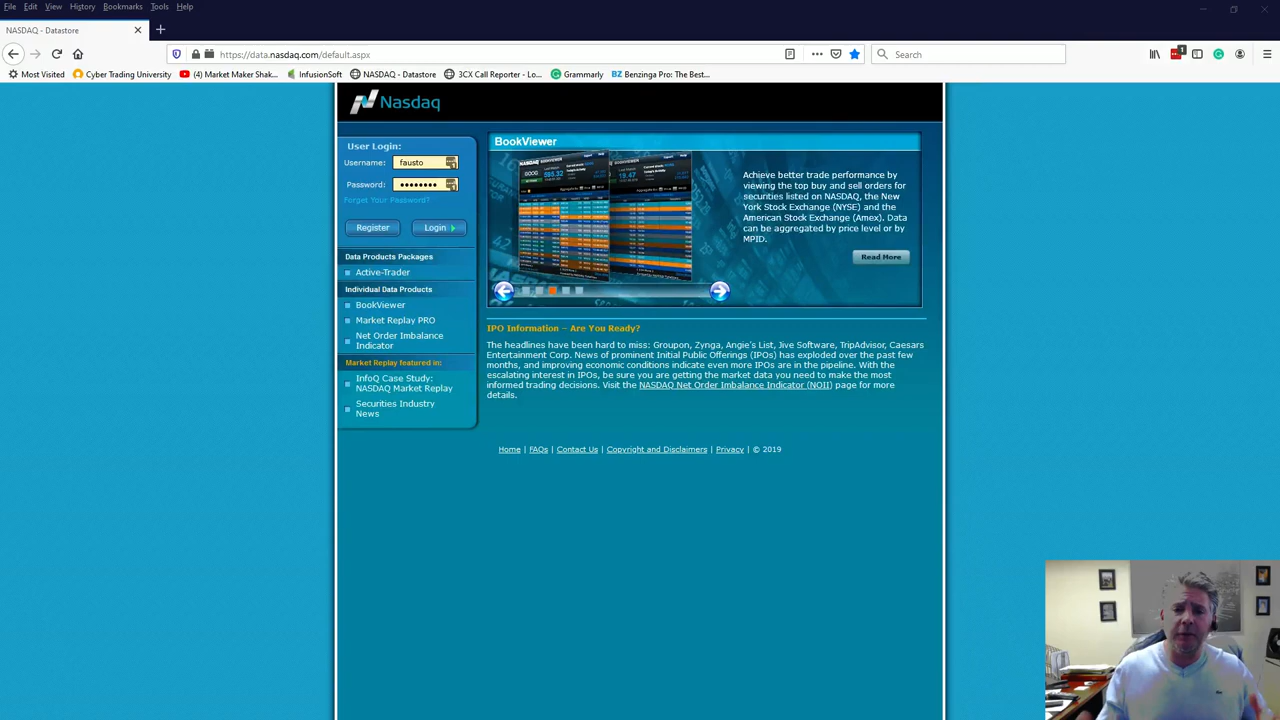 File Edit View History Bookmarks Tools Help
NASDAQ - Datastore
https://data.nasdaq.com/default.aspx
Search
1
Most Visited Cyber Trading University (4) Market Maker Shak... InfusionSoft NASDAQ - Datastore 3CX Call Reporter - Lo... Grammarly BZ Benzinga Pro: The Best...
Nasdaq
User Login:
Username: fausto
Password:
Forget Your Password?
Register Login
Data Products Packages
Active-Trader
Individual Data Products
BookViewer
Market Replay PRO
Net Order Imbalance
Indicator
Market Replay featured in:
InfoQ Case Study:
NASDAQ Market Replay
Securities Industry
News
BookViewer
Achieve better trade performance by
viewing the top buy and sell orders for
securities listed on NASDAQ, the New
York Stock Exchange (NYSE) and the
American Stock Exchange (Amex). Data
can be aggregated by price level or by
MPID.
Read More
IPO Information – Are You Ready?
The headlines have been hard to miss: Groupon, Zynga, Angie's List, Jive Software, TripAdvisor, Caesars
Entertainment Corp. News of prominent Initial Public Offerings (IPOs) has exploded over the past few
months, and improving economic conditions indicate even more IPOs are in the pipeline. With the
escalating interest in IPOs, be sure you are getting the market data you need to make the most
informed trading decisions. Visit the NASDAQ Net Order Imbalance Indicator (NOII) page for more
details.
Home | FAQs | Contact Us | Copyright and Disclaimers | Privacy | © 2019